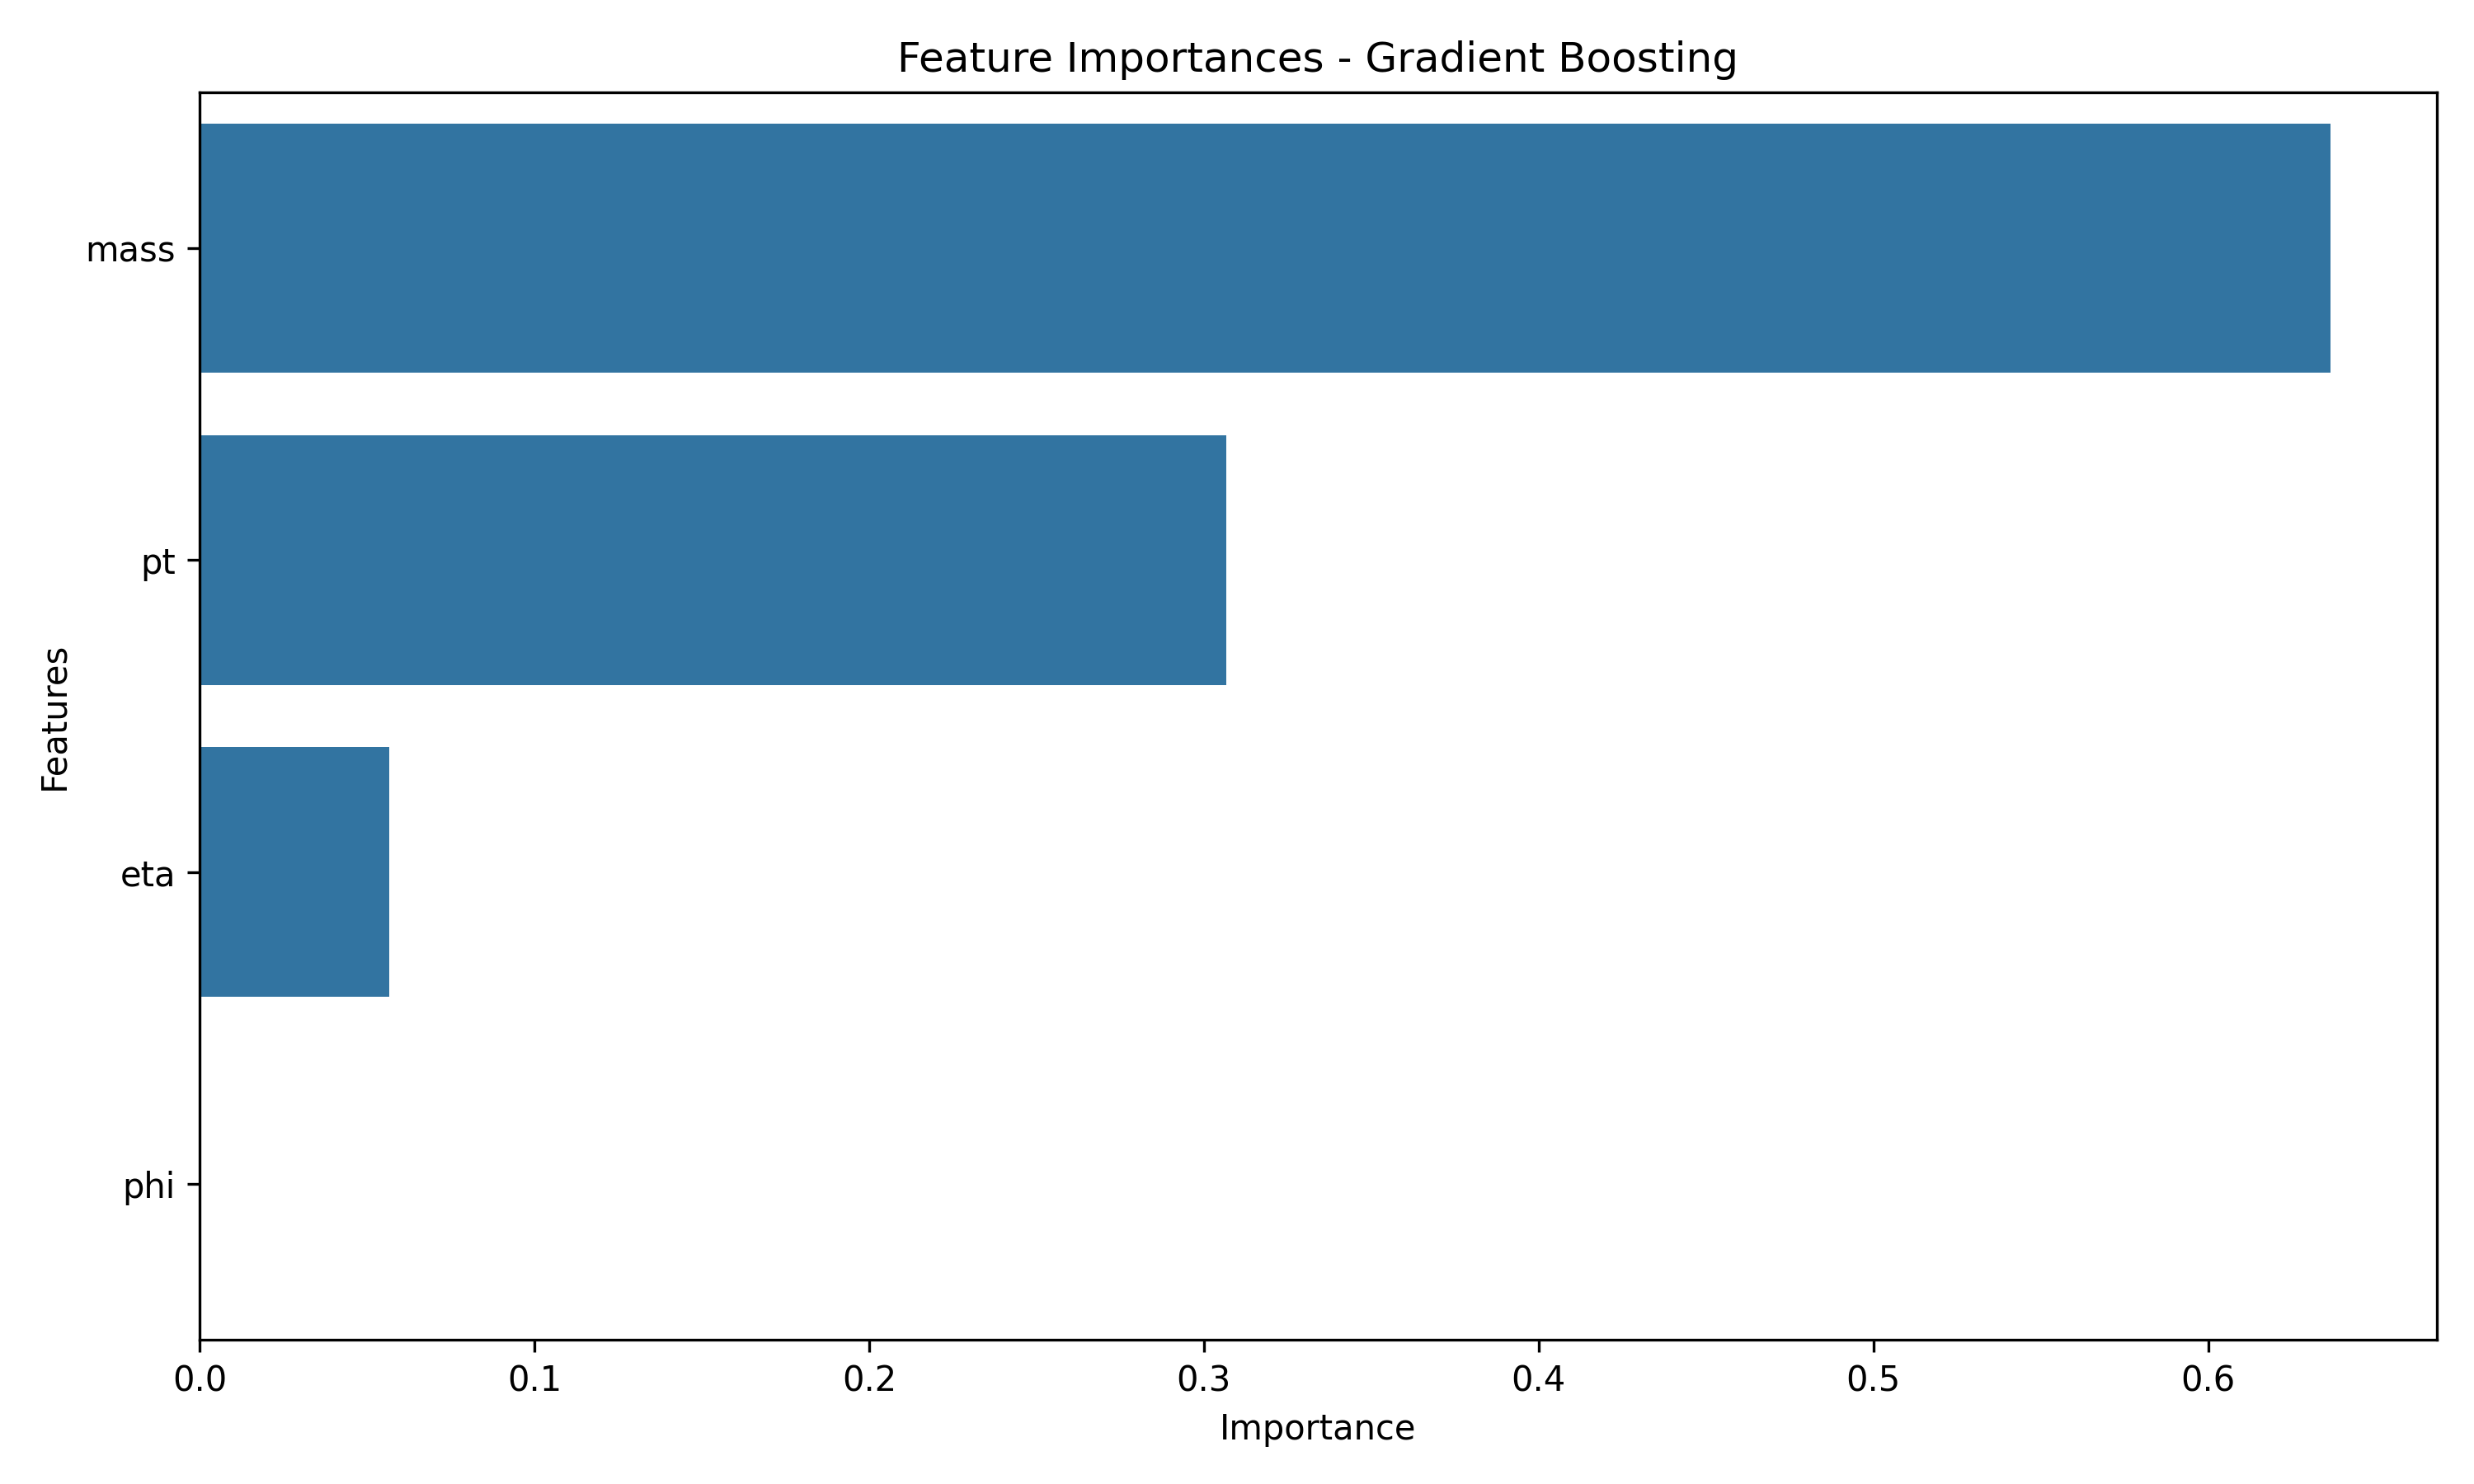 Feature Importances - Gradient Boosting
mass
pt
eta
phi
Features
0.0 0.1 0.2 0.3 0.4 0.5 0.6
Importance